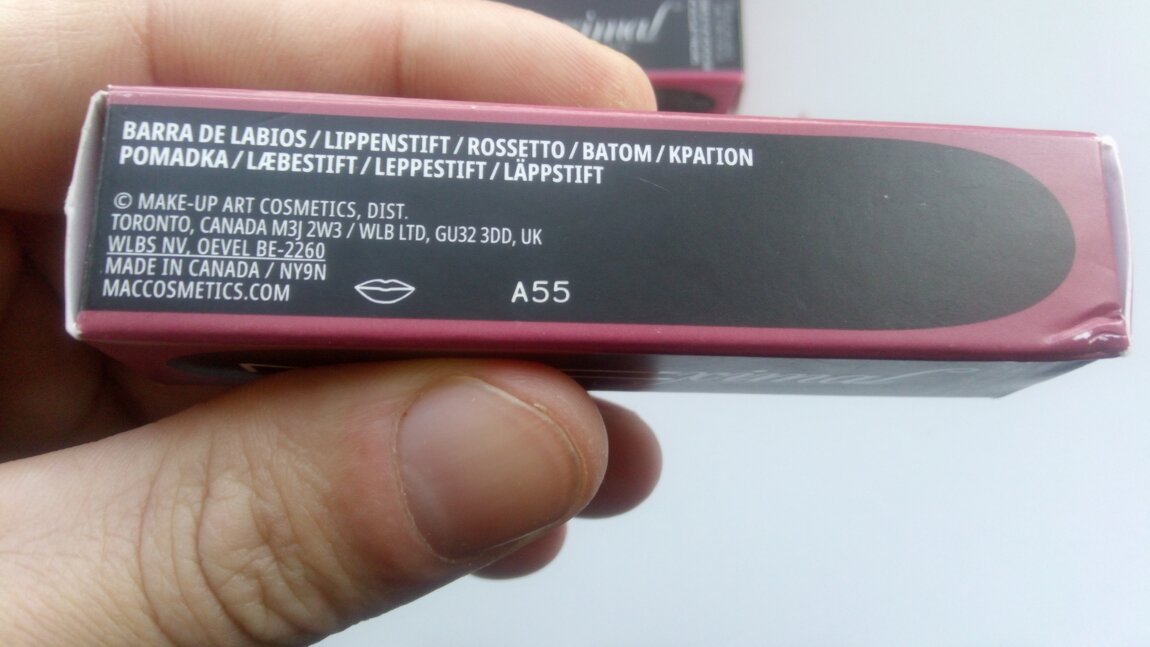 BARRA DE LABIOS / LIPPENSTIFT / ROSSETTO / BATOM / ΚΡΑΓΙΟΝ
POMADKA / LÆBESTIFT / LEPPESTIFT / LÄPPSTIFT
© MAKE-UP ART COSMETICS, DIST.
TORONTO, CANADA M3J 2W3 / WLB LTD, GU32 3DD, UK
WLBS NV, OEVEL BE-2260
MADE IN CANADA / NY9N
MACCOSMETICS.COM
A55